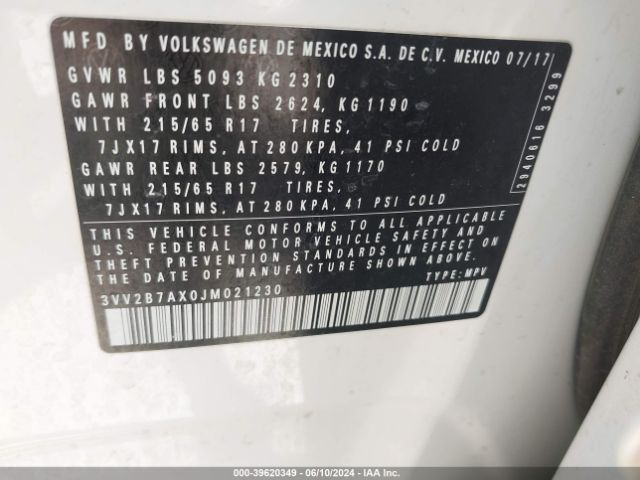 MFD BY VOLKSWAGEN DE MEXICO S.A. DE C.V. MEXICO 07/17
GVWR LBS 5093 KG 2310
GAWR FRONT LBS 2624, KG 1190
WITH 215/65 R17 TIRES,
7JX17 RIMS, AT 280 KPA, 41 PSI COLD
GAWR REAR LBS 2579, KG 1170
WITH 215/65 R17 TIRES,
7JX17 RIMS, AT 280 KPA, 41 PSI COLD
THIS VEHICLE CONFORMS TO ALL APPLICABLE
U.S. FEDERAL MOTOR VEHICLE SAFETY AND
THEFT PREVENTION STANDARDS IN EFFECT ON
THE DATE OF MANUFACTURE SHOWN ABOVE.
3VV2B7AX0JM021230 TYPE: MPV
2940616 3299
000-39620349 - 06/10/2024 - IAA Inc.